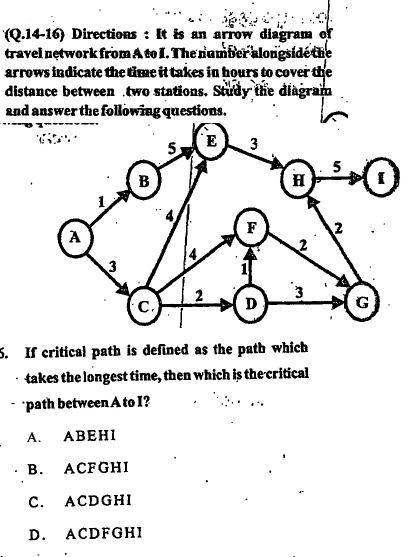 (Q.14-16) Directions : It is an arrow diagram of
travel network from A to I. The number alongside the
arrows indicate the time it takes in hours to cover the
distance between two stations. Study the diagram
and answer the following questions.
E
5
3
B
H
5
I
1
4
A
F
4
2
2
3
1
C
2
D
3
G
6. If critical path is defined as the path which
takes the longest time, then which is the critical
path between A to I?
A. ABEHI
B. ACFGHI
C. ACDGHI
D. ACDFGHI